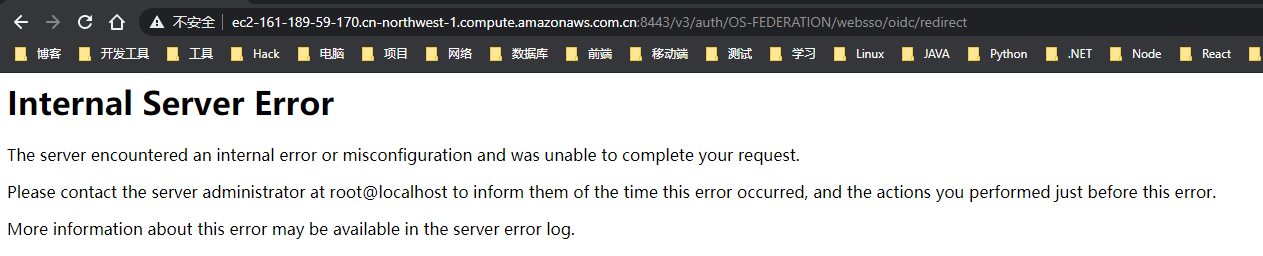 不安全 ec2-161-189-59-170.cn-northwest-1.compute.amazonaws.com.cn:8443/v3/auth/OS-FEDERATION/websso/oidc/redirect
博客 开发工具 工具 Hack 电脑 项目 网络 数据库 前端 移动端 测试 学习 Linux JAVA Python .NET Node React
Internal Server Error
The server encountered an internal error or misconfiguration and was unable to complete your request.
Please contact the server administrator at root@localhost to inform them of the time this error occurred, and the actions you performed just before this error.
More information about this error may be available in the server error log.